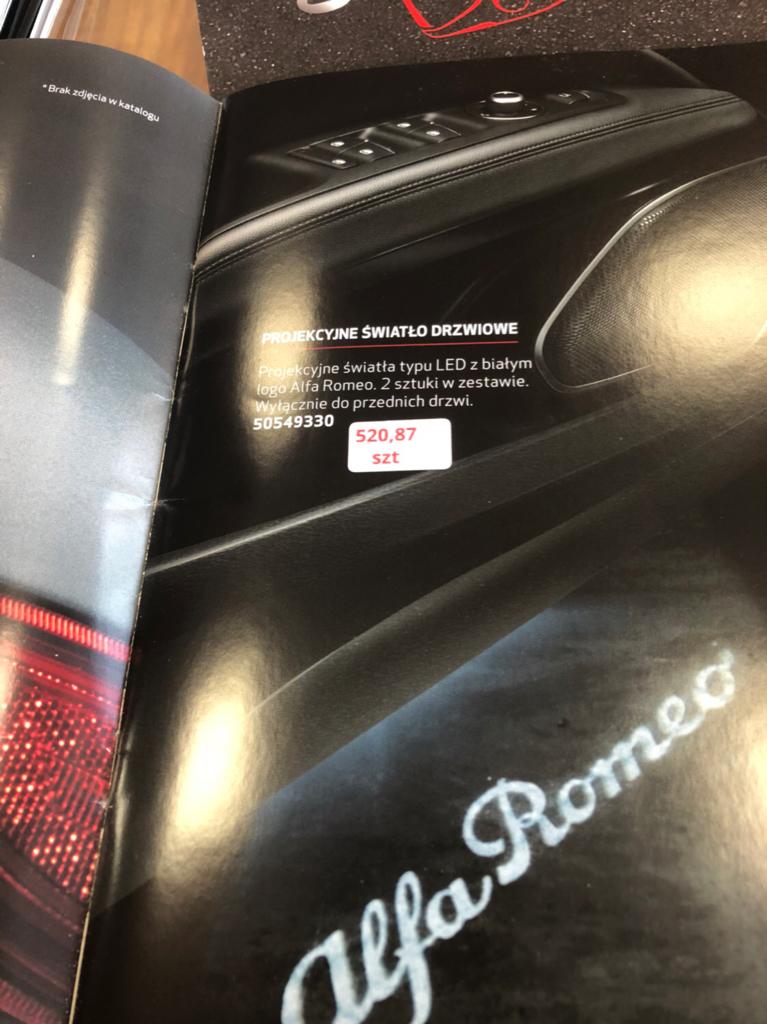 *Brak zdjęcia w katalogu
PROJEKCYJNE ŚWIATŁO DRZWIOWE
Projekcyjne światła typu LED z białym
logo Alfa Romeo. 2 sztuki w zestawie.
Wyłącznie do przednich drzwi.
50549330
520,87
szt
Alfa Romeo